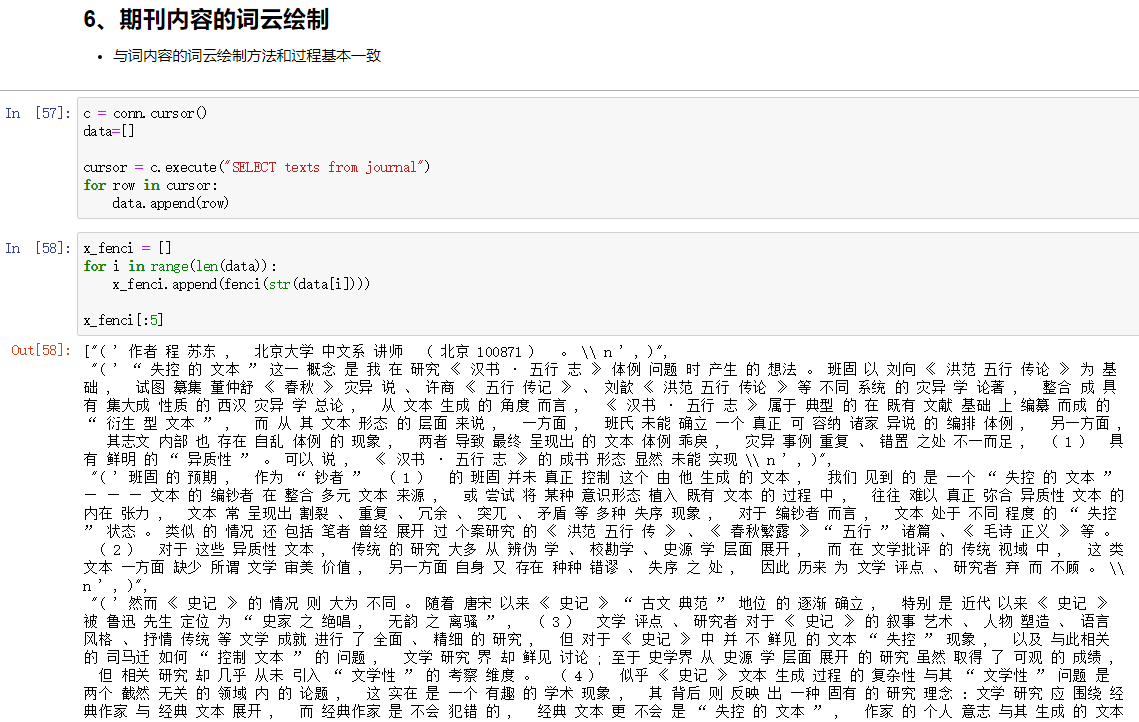 6、期刊内容的词云绘制
• 与词内容的词云绘制方法和过程基本一致
In [57]: c = conn.cursor()
data=[]
cursor = c.execute("SELECT texts from journal")
for row in cursor:
data.append(row)
In [58]: x_fenci = []
for i in range(len(data)):
x_fenci.append(fenci(str(data[i])))
x_fenci[:5]
Out[58]: ["( ' 作者 程 苏东 ， 北京大学 中文系 讲师 （ 北京 100871 ） 。 \\ n ' , )",
"( ' “ 失控 的 文本 ” 这一 概念 是 我 在 研究 《 汉书 · 五行 志 》 体例 问题 时 产生 的 想法 。 班固 以 刘向 《 洪范 五行 传论 》 为 基
础 ， 试图 纂集 董仲舒 《 春秋 》 灾异 说 、 许商 《 五行 传记 》 、 刘歆 《 洪范 五行 传论 》 等 不同 系统 的 灾异 学 论著 ， 整合 成 具
有 集大成 性质 的 西汉 灾异 学 总论 ， 从 文本 生成 的 角度 而言 ， 《 汉书 · 五行 志 》 属于 典型 的 在 既有 文献 基础 上 编纂 而成 的
“ 衍生 型 文本 ” ， 而 从 其 文本 形态 的 层面 来说 ， 一方面 ， 班氏 未能 确立 一个 真正 可 容纳 诸家 异说 的 编排 体例 ， 另一方面 ，
其志文 内部 也 存在 自乱 体例 的 现象 ， 两者 导致 最终 呈现出 的 文本 体例 乖戾 ， 灾异 事例 重复 、 错置 之处 不一而足 ， （ 1 ） 具
有 鲜明 的 “ 异质性 ” 。 可以 说 ， 《 汉书 · 五行 志 》 的 成书 形态 显然 未能 实现 \\ n ' , )",
"( ' 班固 的 预期 ， 作为 “ 钞者 ” （ 1 ） 的 班固 并未 真正 控制 这个 由 他 生成 的 文本 ， 我们 见到 的 是 一个 “ 失控 的 文本 ”
— — — 文本 的 编钞者 在 整合 多元 文本 来源 ， 或 尝试 将 某种 意识形态 植入 既有 文本 的 过程 中 ， 往往 难以 真正 弥合 异质性 文本 的
内在 张力 ， 文本 常 呈现出 割裂 、 重复 、 冗余 、 突兀 、 矛盾 等 多种 失序 现象 ， 对于 编钞者 而言 ， 文本 处于 不同 程度 的 “ 失控
” 状态 。 类似 的 情况 还 包括 笔者 曾经 展开 过 个案研究 的 《 洪范 五行 传 》 、 《 春秋繁露 》 “ 五行 ” 诸篇 、 《 毛诗 正义 》 等 。
（ 2 ） 对于 这些 异质性 文本 ， 传统 的 研究 大多 从 辨伪 学 、 校勘学 、 史源 学 层面 展开 ， 而 在 文学批评 的 传统 视域 中 ， 这 类
文本 一方面 缺少 所谓 文学 审美 价值 ， 另一方面 自身 又 存在 种种 错谬 、 失序 之 处 ， 因此 历来 为 文学 评点 、 研究者 弃 而 不顾 。 \\
n ' , )",
"( ' 然而 《 史记 》 的 情况 则 大为 不同 。 随着 唐宋 以来 《 史记 》 “ 古文 典范 ” 地位 的 逐渐 确立 ， 特别 是 近代 以来 《 史记 》
被 鲁迅 先生 定位 为 “ 史家 之 绝唱 ， 无韵 之 离骚 ” ， （ 3 ） 文学 评点 、 研究者 对于 《 史记 》 的 叙事 艺术 、 人物 塑造 、 语言
风格 、 抒情 传统 等 文学 成就 进行 了 全面 、 精细 的 研究 ， 但 对于 《 史记 》 中 并 不 鲜见 的 文本 “ 失控 ” 现象 ， 以及 与此相关
的 司马迁 如何 “ 控制 文本 ” 的 问题 ， 文学 研究 界 却 鲜见 讨论 ; 至于 史学界 从 史源 学 层面 展开 的 研究 虽然 取得 了 可观 的 成绩 ，
但 相关 研究 却 几乎 从未 引入 “ 文学性 ” 的 考察 维度 。 （ 4 ） 似乎 《 史记 》 文本 生成 过程 的 复杂性 与其 “ 文学性 ” 问题 是
两个 截然 无关 的 领域 内 的 论题 ， 这 实在 是 一个 有趣 的 学术 现象 ， 其 背后 则 反映 出 一种 固有 的 研究 理念 : 文学 研究 应 围绕 经
典作家 与 经典 文本 展开 ， 而 经典作家 是 不会 犯错 的 ， 经典 文本 更 不会 是 “ 失控 的 文本 ” ， 作家 的 个人 意志 与其 生成 的 文本